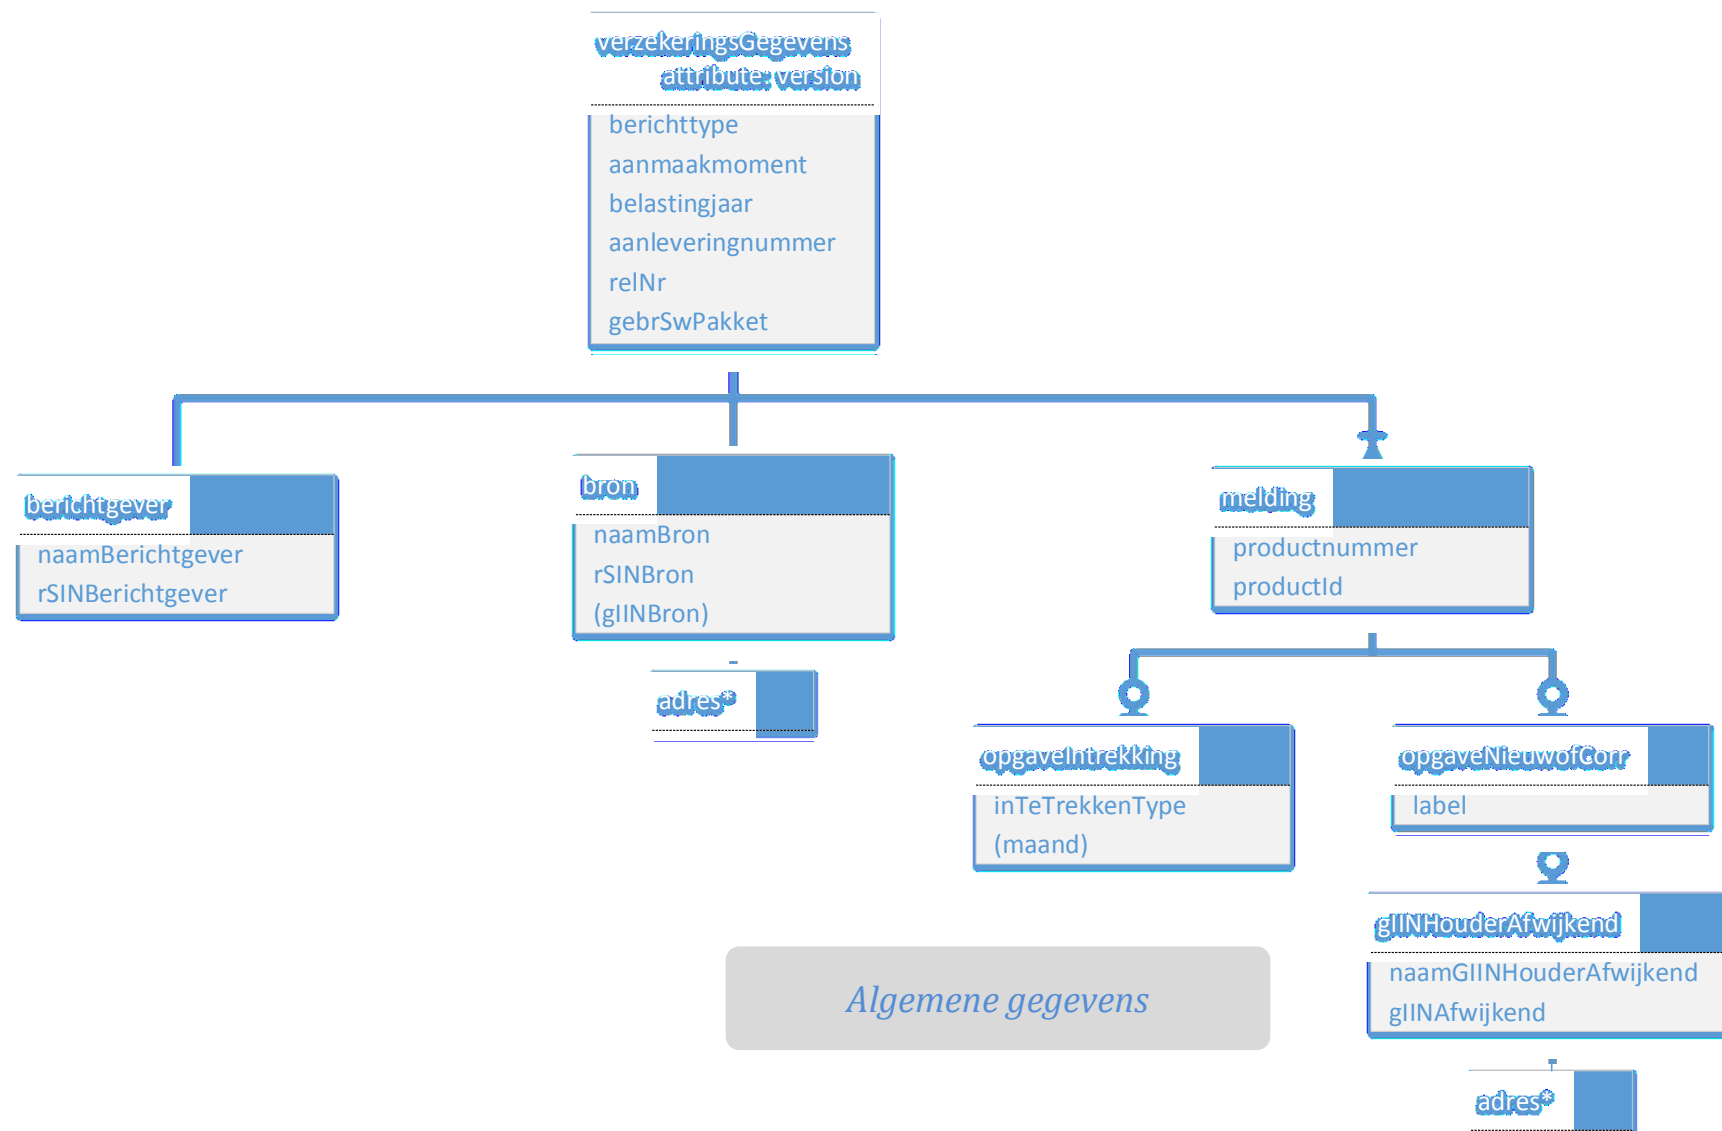 verzekeringsGegevens
attribute: version
berichttype
aanmaakmoment
belastingjaar
aanleveringnummer
relNr
gebrSwPakket
berichtgever
naamBerichtgever
rSINBerichtgever
bron
naamBron
rSINBron
(gIINBron)
adres*
melding
productnummer
productId
opgaveIntrekking
inTeTrekkenType
(maand)
opgaveNieuwofCorr
label
gIINHouderAfwijkend
naamGIINHouderAfwijkend
gIINAfwijkend
adres*
Algemene gegevens